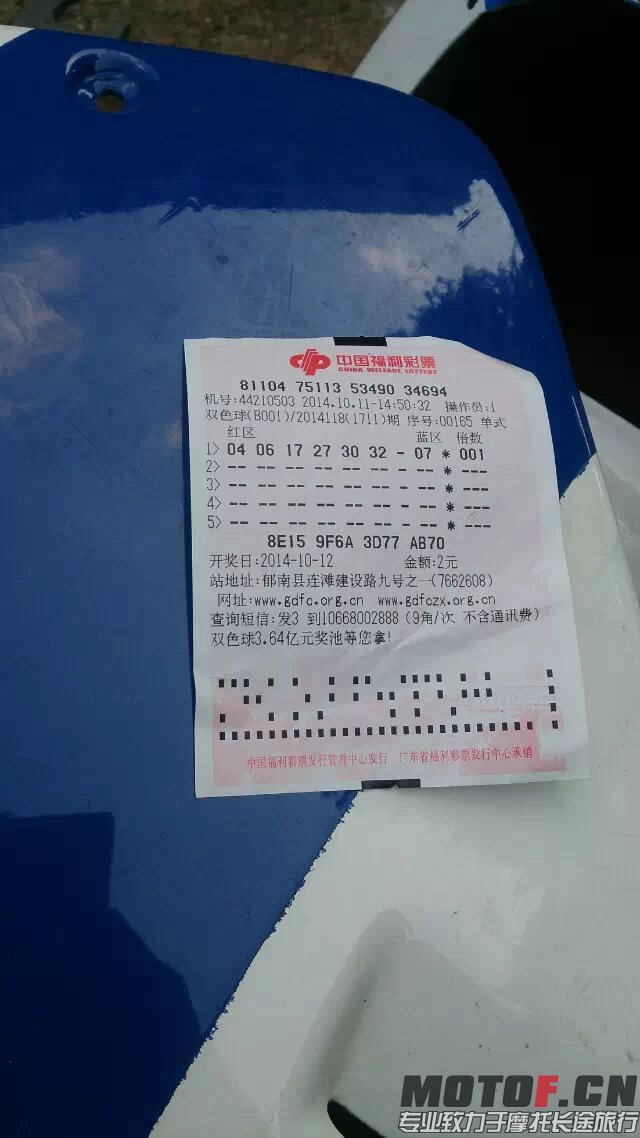 中国福利彩票
CHINA WELFARE LOTTERY
81104 75113 53490 34694
机号:44210503 2014.10.11-14:50:32 操作员:1
双色球(B001)/2014118(1711)期 序号:00165 单式
红区 蓝区 倍数
1> 04 06 17 27 30 32 - 07 * 001
2> -- -- -- -- -- -- - -- * ---
3> -- -- -- -- -- -- - -- * ---
4> -- -- -- -- -- -- - -- * ---
5> -- -- -- -- -- -- - -- * ---
8E15 9F6A 3D77 AB70
开奖日:2014-10-12 金额:2元
站地址:郁南县连滩建设路九号之一(7662608)
网址:www.gdfc.org.cn www.gdfczx.org.cn
查询短信:发3 到10668002888(9角/次 不含通讯费)
双色球3.64亿元奖池等您拿!
中国福利彩票发行管理中心发行 广东省福利彩票发行中心承销
MOTOF.CN
专业致力于摩托长途旅行